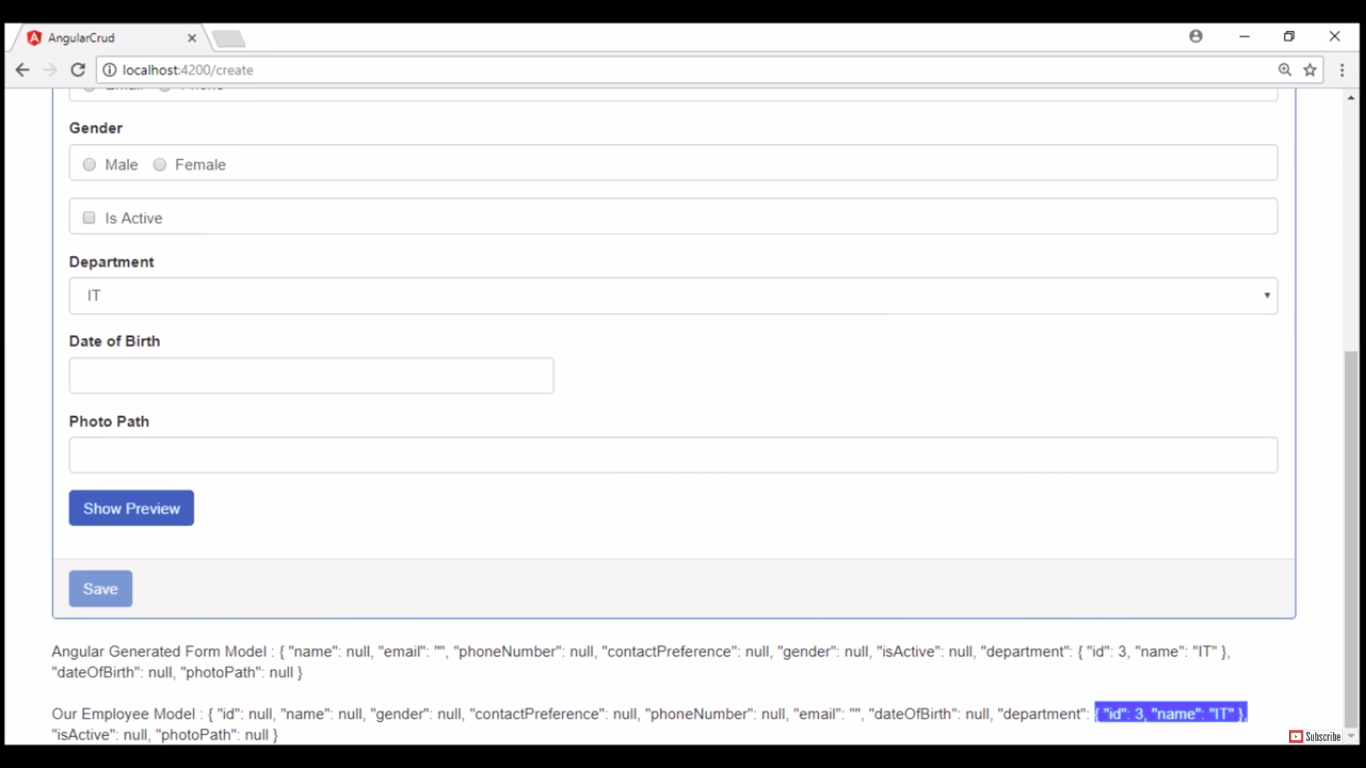 AngularCrud
localhost:4200/create
Email Phone
Gender
Male Female
Is Active
Department
IT
Date of Birth
Photo Path
Show Preview
Save
Angular Generated Form Model : { "name": null, "email": "", "phoneNumber": null, "contactPreference": null, "gender": null, "isActive": null, "department": { "id": 3, "name": "IT" },
"dateOfBirth": null, "photoPath": null }
Our Employee Model : { "id": null, "name": null, "gender": null, "contactPreference": null, "phoneNumber": null, "email": "", "dateOfBirth": null, "department": { "id": 3, "name": "IT" },
"isActive": null, "photoPath": null }
Subscribe